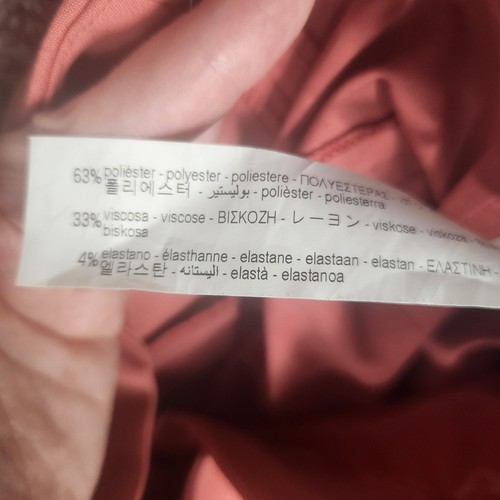 63% poliéster - polyester - poliestere - ΠΟΛΥΕΣΤΕΡΑΣ -
폴리에스터 - بوليستير - polièster - poliesterra
33% viscosa - viscose - ΒΙΣΚΟΖΗ - レーヨン - viskose - viskoza -
biskosa
4% elastano - élasthanne - elastane - elastaan - elastan - ΕΛΑΣΤΙΝΗ -
엘라스탄 - اليستانه - elastà - elastanoa